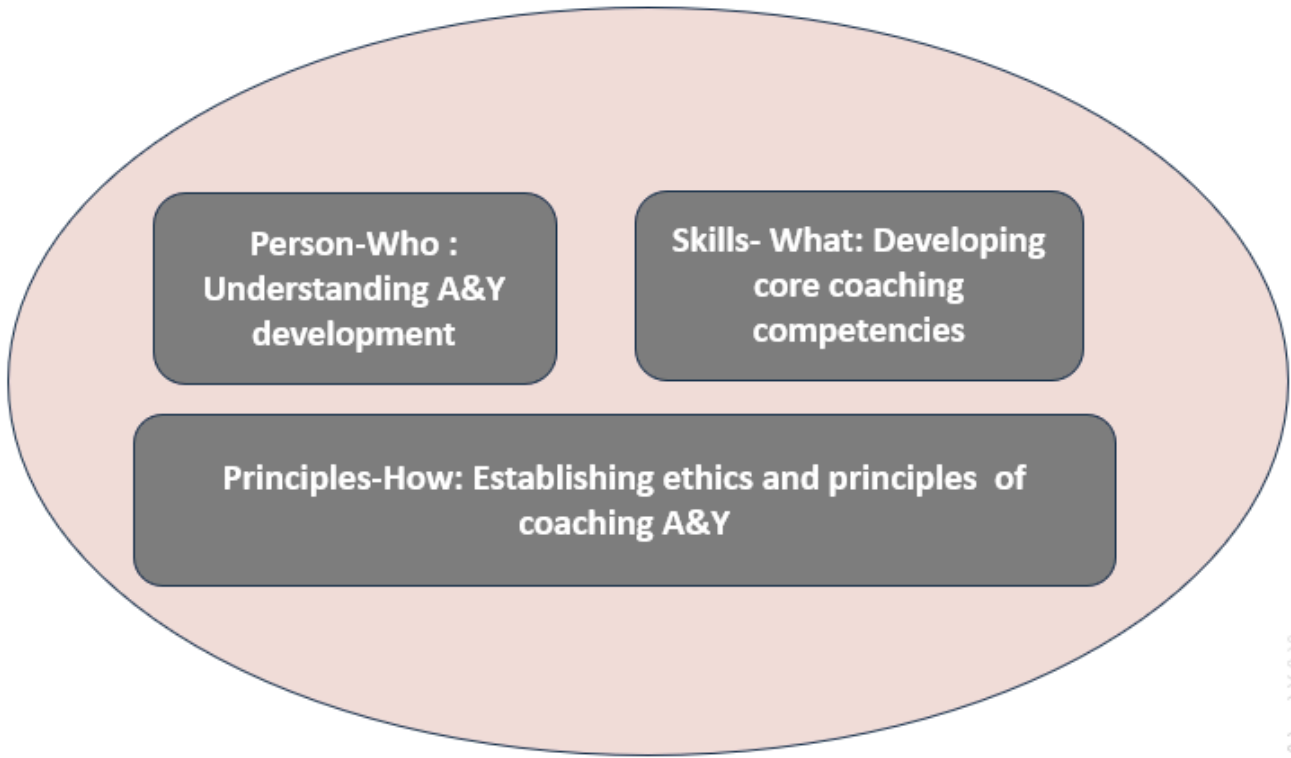 Person-Who :
Understanding A&Y
development
Skills- What: Developing
core coaching
competencies
Principles-How: Establishing ethics and principles  of
coaching A&Y